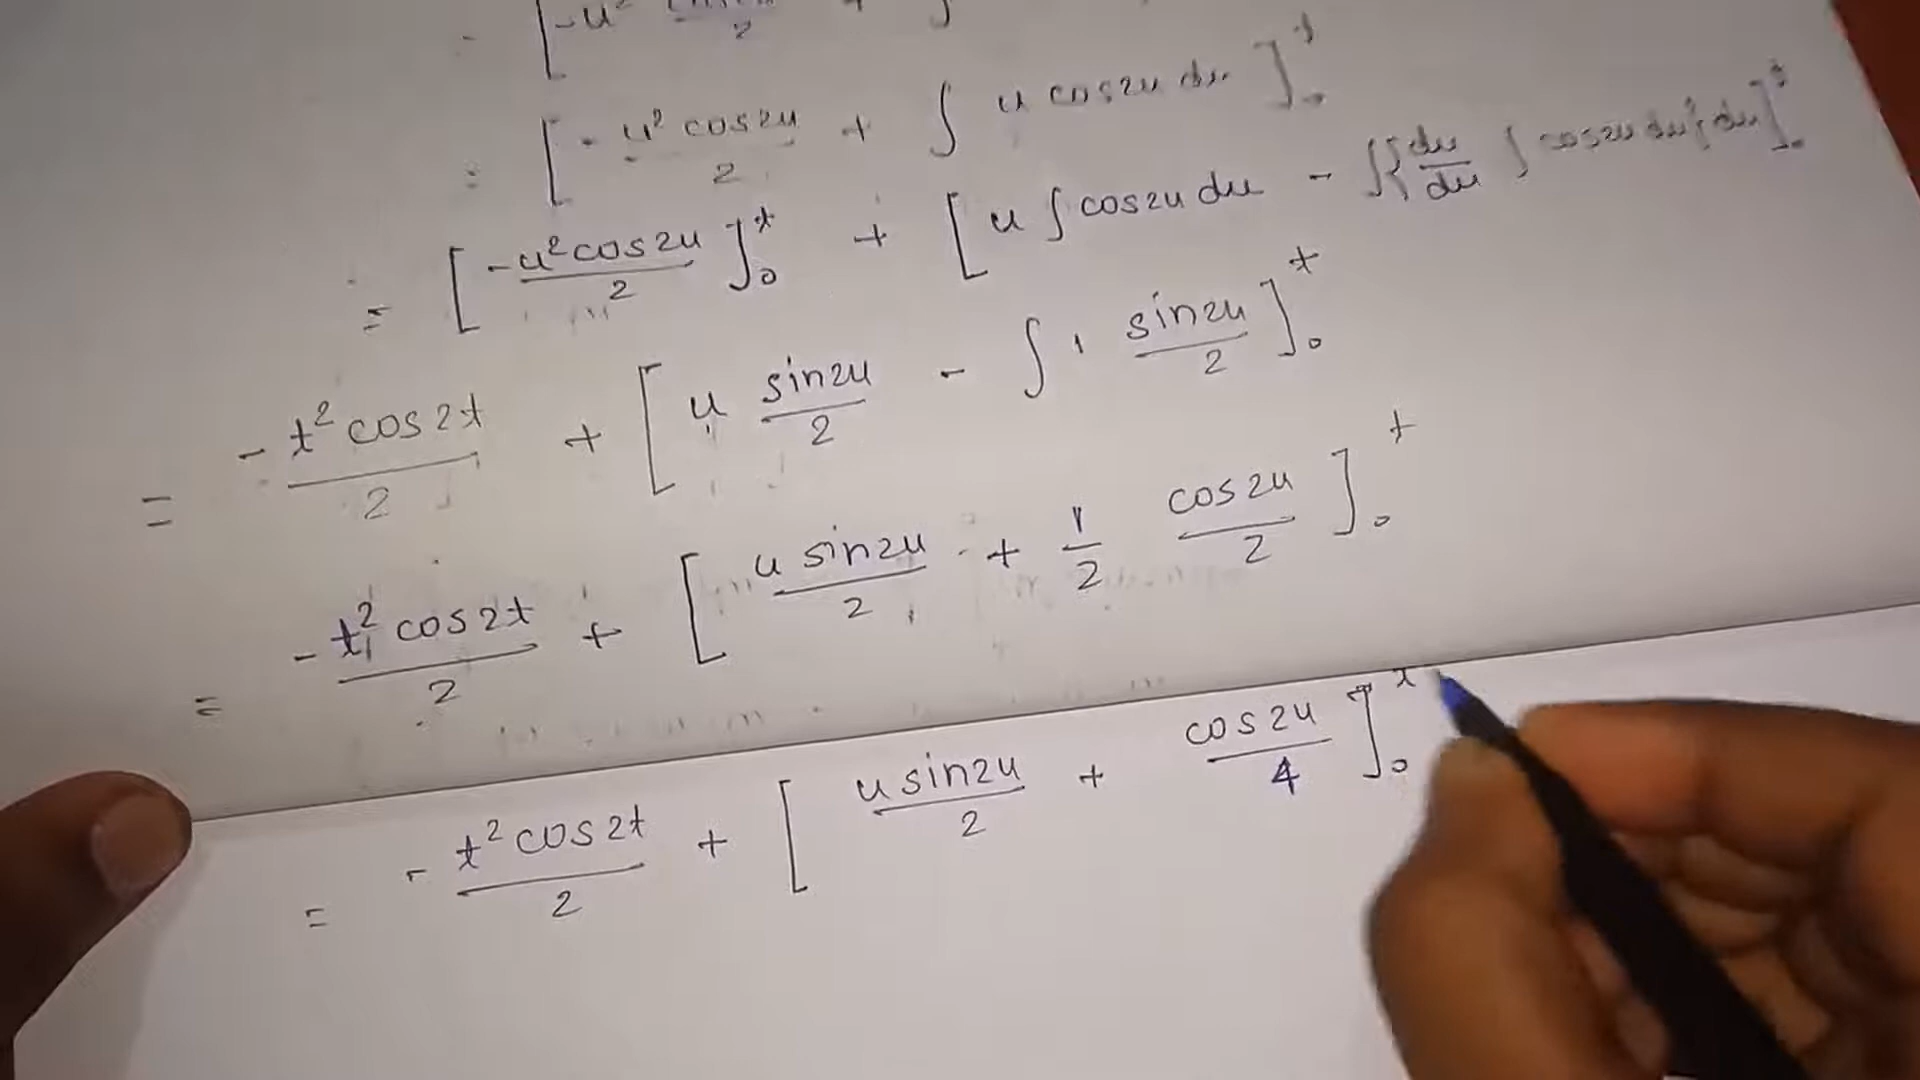 [-u² 2 + ∫
= [-u² cos2u/2 + ∫ u cos2u du]₀ᵗ
= [-u² cos2u/2]₀ᵗ + [u ∫ cos2u du - ∫{du/du ∫ cos2u du} du]₀ᵗ
= -t² cos2t/2 + [u sin2u/2 - ∫ 1 sin2u/2]₀ᵗ
= -t² cos2t/2 + [u sin2u/2 + 1/2 cos2u/2]₀ᵗ
= -t² cos2t/2 + [u sin2u/2 + cos2u/4]₀ᵗ